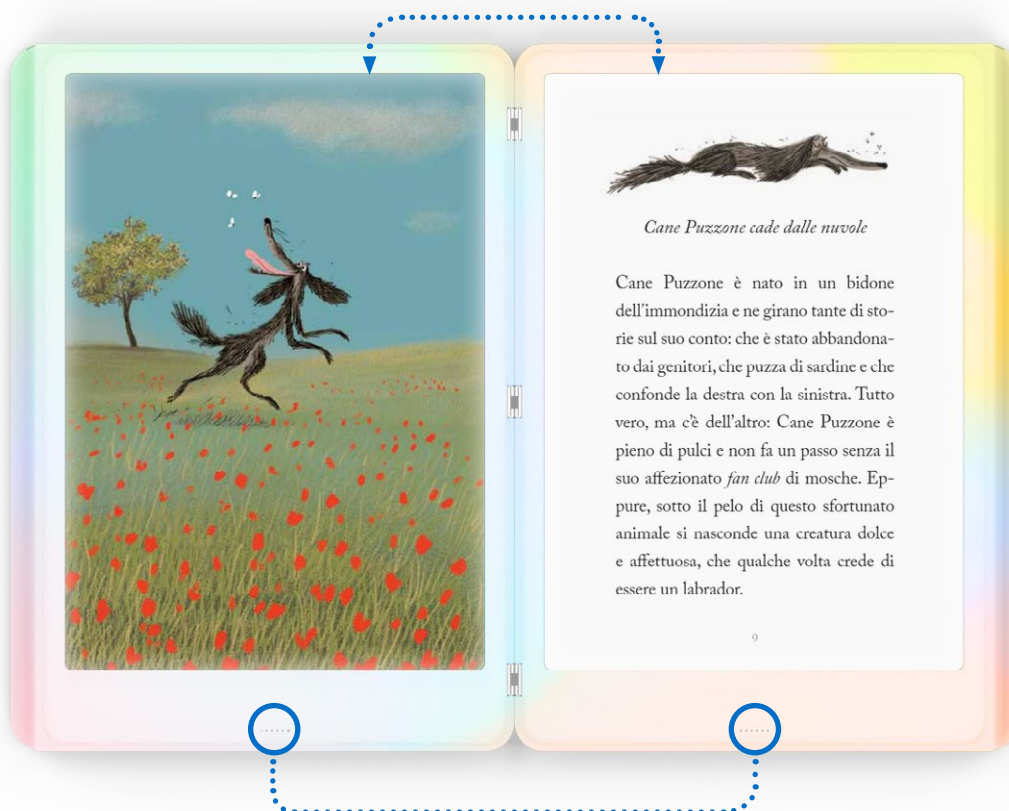 Cane Puzzone cade dalle nuvole
Cane Puzzone è nato in un bidone
dell'immondizia e ne girano tante di sto-
rie sul suo conto: che è stato abbandona-
to dai genitori, che puzza di sardine e che
confonde la destra con la sinistra. Tutto
vero, ma c'è dell'altro: Cane Puzzone è
pieno di pulci e non fa un passo senza il
suo affezionato fan club di mosche. Ep-
pure, sotto il pelo di questo sfortunato
animale si nasconde una creatura dolce
e affettuosa, che qualche volta crede di
essere un labrador.
9